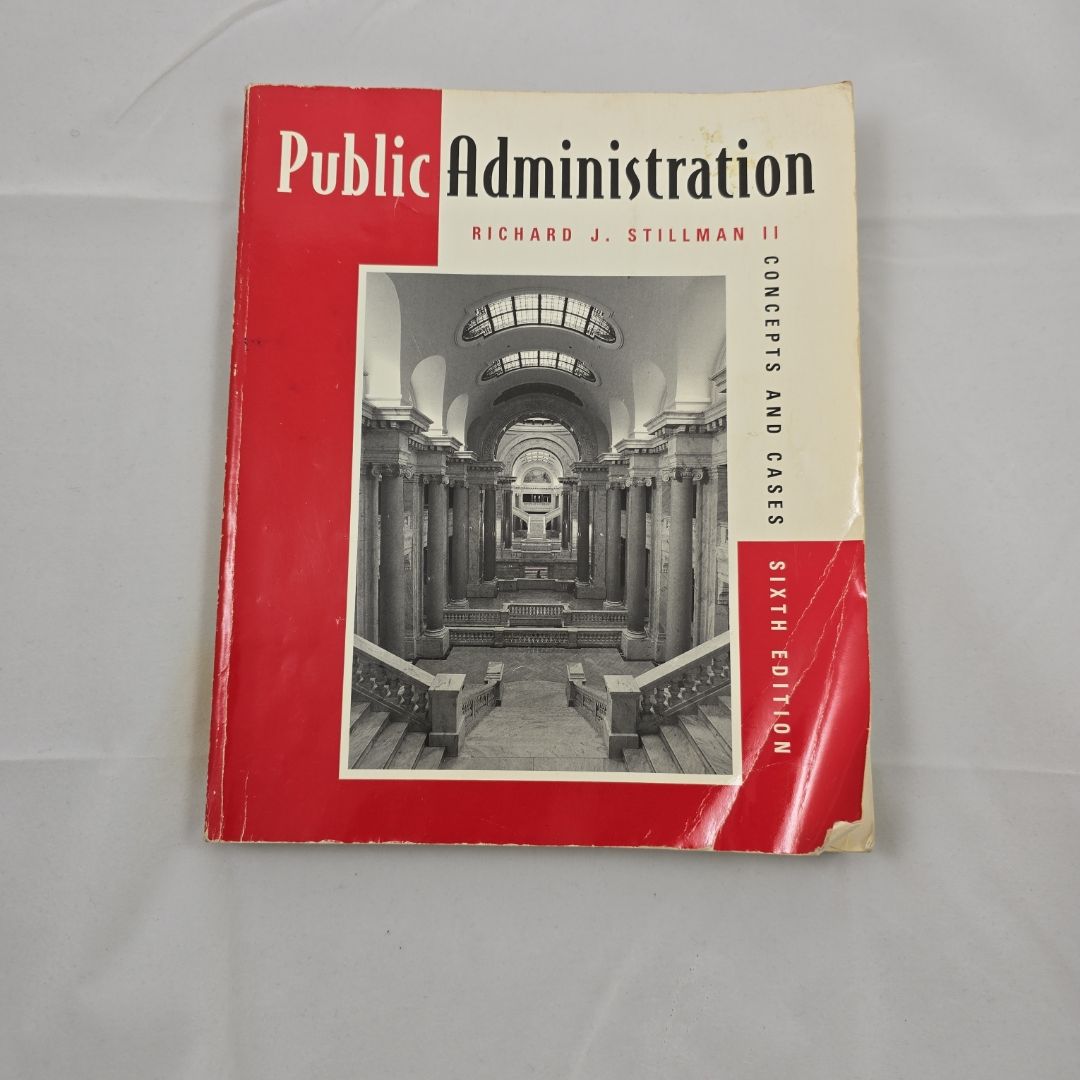 Public Administration
RICHARD J. STILLMAN II
CONCEPTS AND CASES
SIXTH EDITION